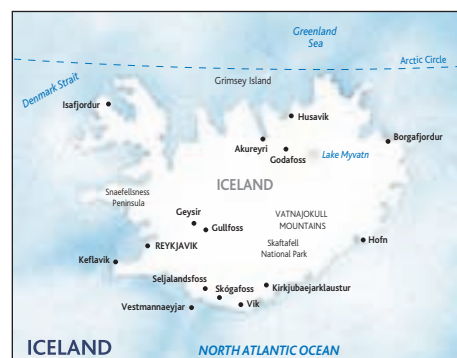 Greenland
Sea
Arctic Circle
Denmark Strait
Grimsey Island
Isafjordur
Husavik
Borgafjordur
Akureyri
Godafoss
Lake Myvatn
ICELAND
Snaefellsness
Peninsula
Geysir
Gullfoss
VATNAJOKULL
MOUNTAINS
REYKJAVIK
Skaftafell
National Park
Hofn
Keflavik
Seljalandsfoss
Skógafoss
Kirkjubaejarklaustur
Vestmannaeyjar
Vik
ICELAND
NORTH ATLANTIC OCEAN